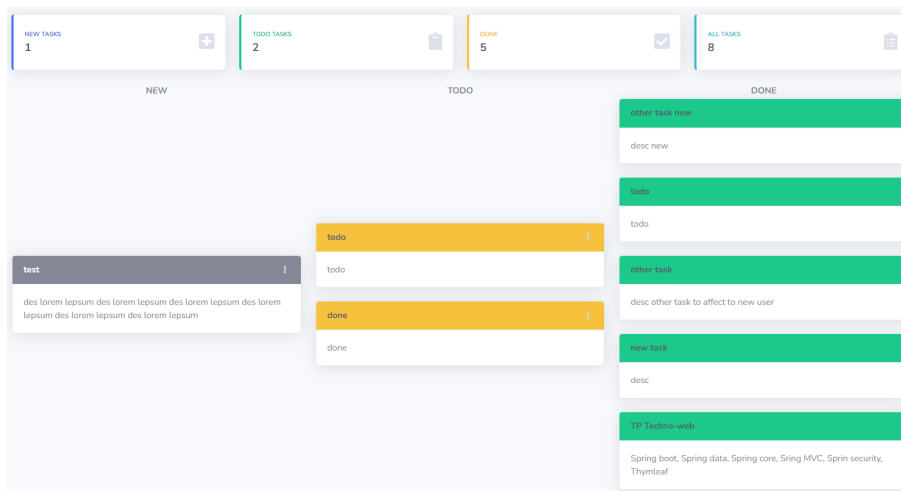 NEW TASKS
1
TODO TASKS
2
DONE
5
ALL TASKS
8
NEW
TODO
DONE
test
des lorem lepsum des lorem lepsum des lorem lepsum des lorem
lepsum des lorem lepsum des lorem lepsum
todo
todo
done
done
other task new
desc new
todo
todo
other task
desc other task to affect to new user
new task
desc
TP Techno-web
Spring boot, Spring data, Spring core, Sring MVC, Sprin security,
Thymleaf